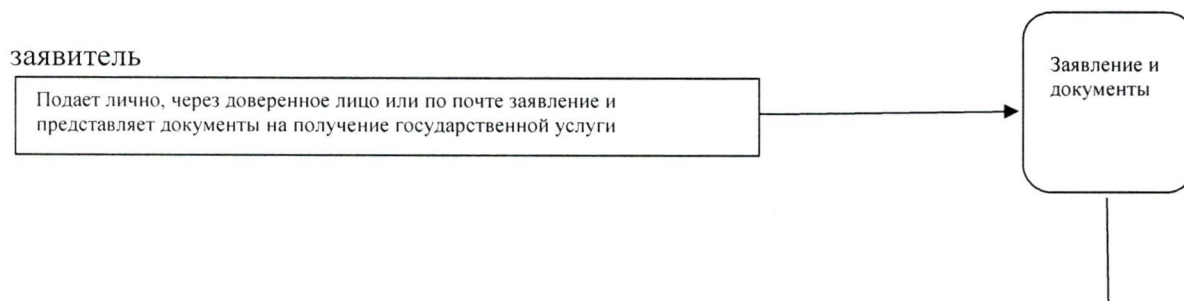 заявитель
Подает лично, через доверенное лицо или по почте заявление и
представляет документы на получение государственной услуги
Заявление и
документы